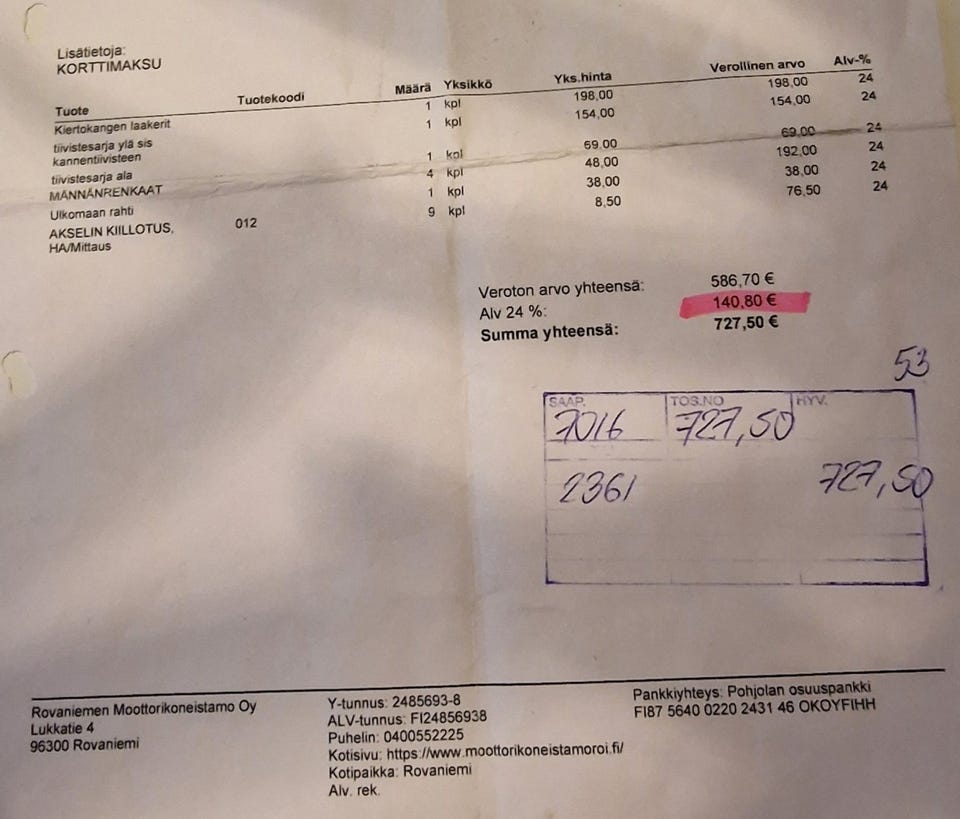 Lisätietoja:
KORTTIMAKSU
Tuote Tuotekoodi Määrä Yksikkö Yks.hinta Verollinen arvo Alv-%
Kiertokangen laakerit 1 kpl 198,00 198,00 24
tiivistesarja ylä sis 1 kpl 154,00 154,00 24
kannentiivisteen
tiivistesarja ala 1 kpl 69,00 69,00 24
MÄNNÄNRENKAAT 4 kpl 48,00 192,00 24
Ulkomaan rahti 1 kpl 38,00 38,00 24
AKSELIN KIILLOTUS, 012 9 kpl 8,50 76,50 24
HA/Mittaus
Veroton arvo yhteensä: 586,70 €
Alv 24 %: 140,80 €
Summa yhteensä: 727,50 €
53
SAAP. TOS.NO HYV.
7016 727,50
2361 727,50
Rovaniemen Moottorikoneistamo Oy
Lukkatie 4
96300 Rovaniemi
Y-tunnus: 2485693-8
ALV-tunnus: FI24856938
Puhelin: 0400552225
Kotisivu: https://www.moottorikoneistamoroi.fi/
Kotipaikka: Rovaniemi
Alv. rek.
Pankkiyhteys: Pohjolan osuuspankki
FI87 5640 0220 2431 46 OKOYFIHH